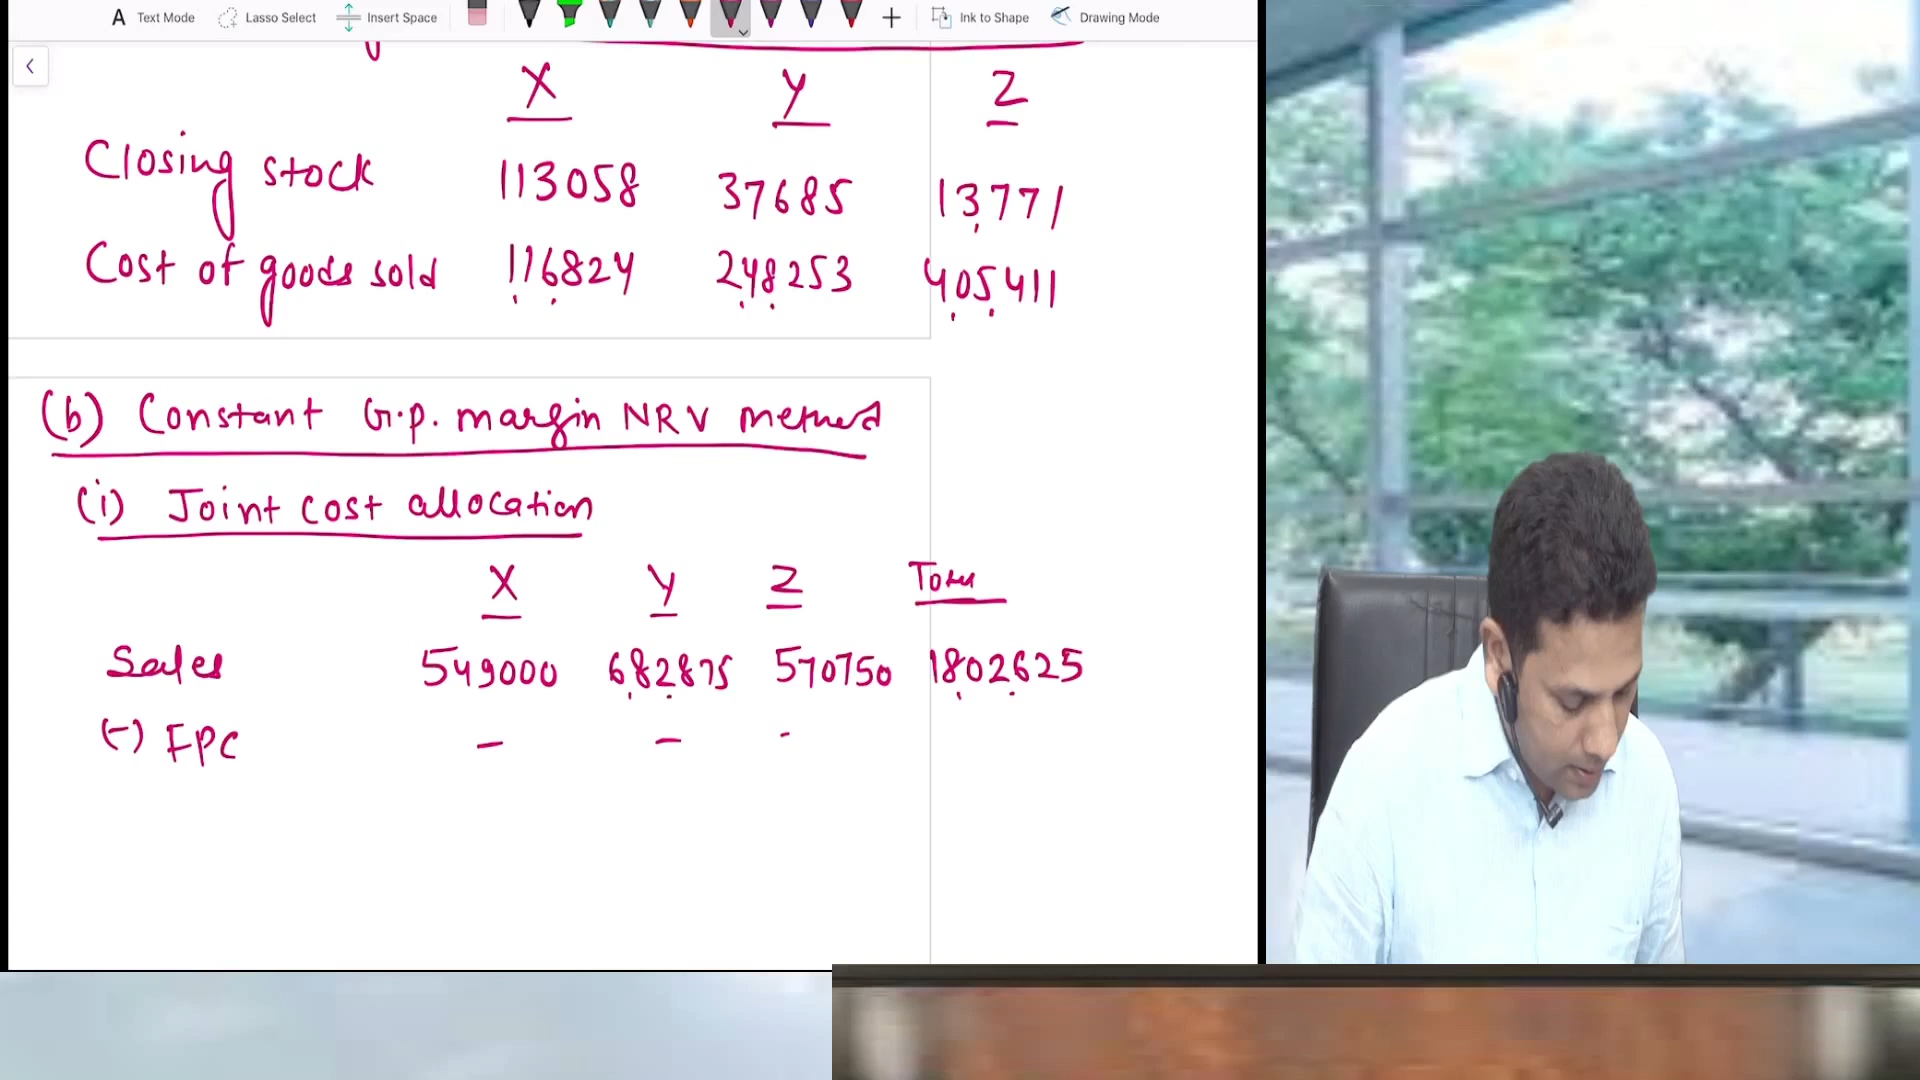 A Text Mode Lasso Select Insert Space Ink to Shape Drawing Mode
X Y Z
Closing stock 113058 37685 13771
Cost of goods sold 116824 248253 405411
(b) Constant G.p. margin NRV method
(i) Joint cost allocation
X Y Z Total
Sales 549000 682875 570750 1802625
(-) FPC - - -